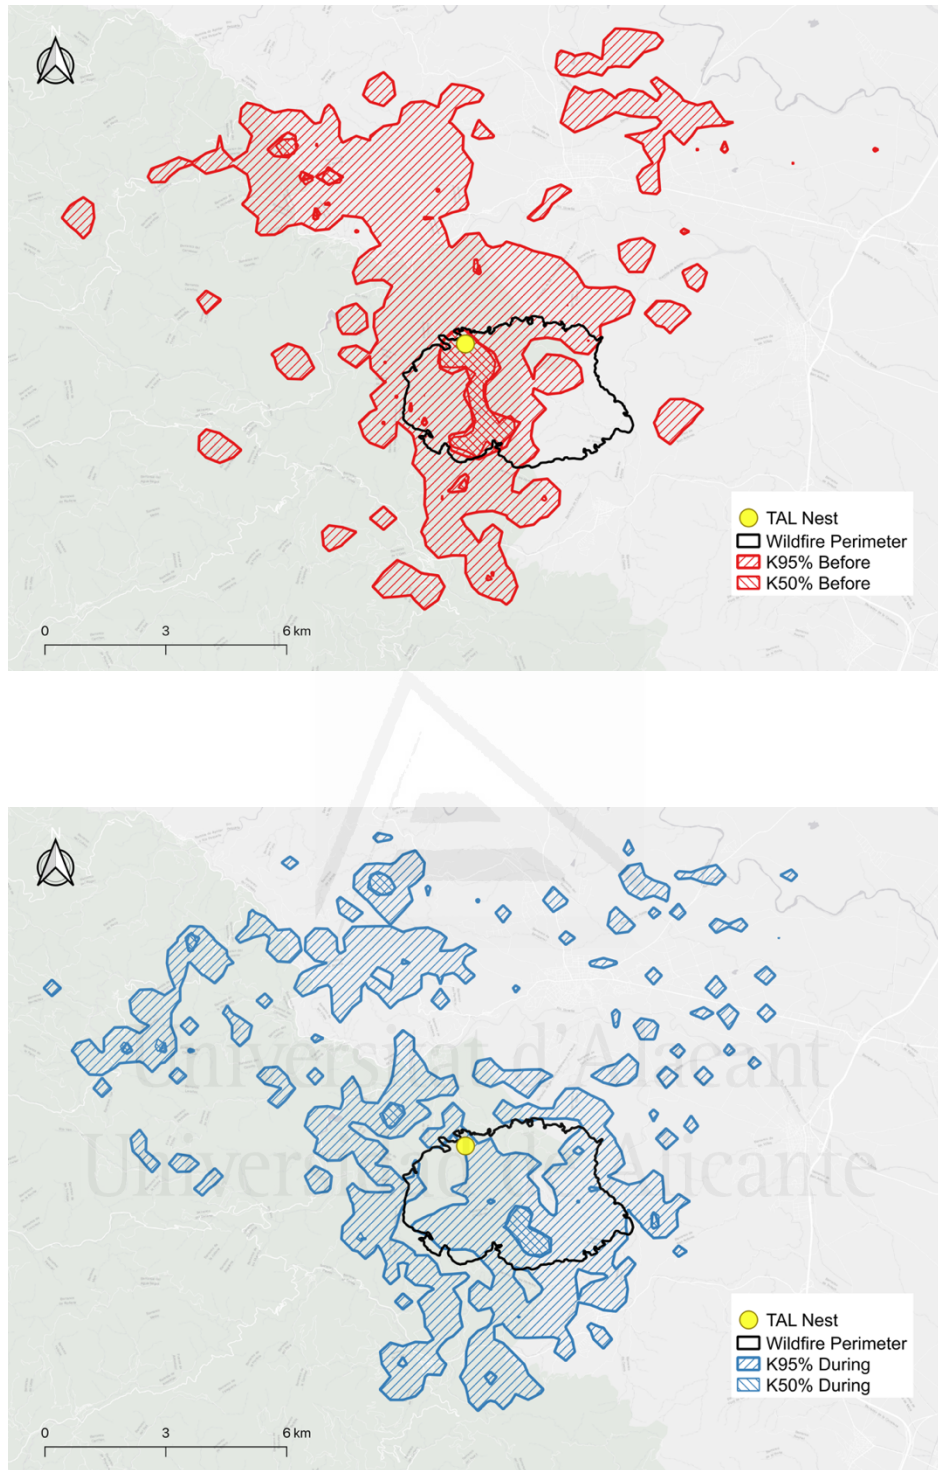 N
TAL Nest
Wildfire Perimeter
K95% Before
K50% Before
0 3 6 km
N
Universitat d'Alacant
Universidad de Alicante
TAL Nest
Wildfire Perimeter
K95% During
K50% During
0 3 6 km